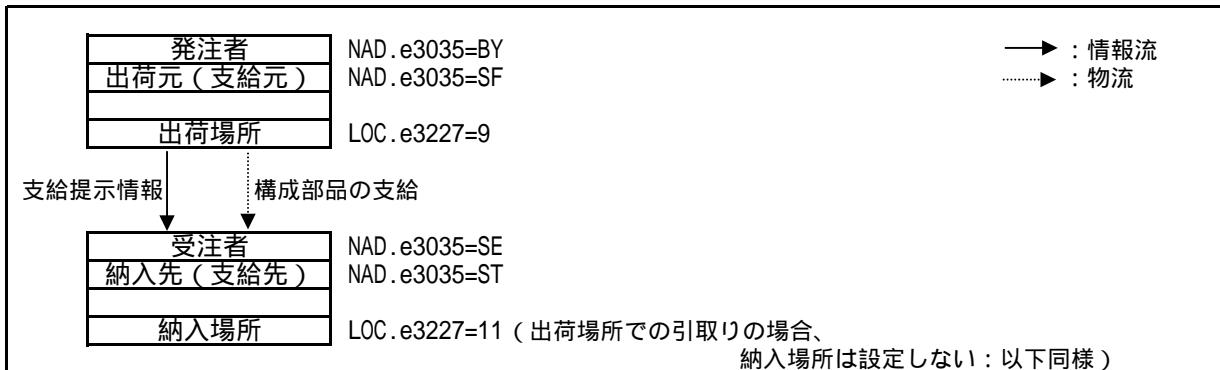 発注者 NAD.e3035=BY ：情報流
出荷元（支給元） NAD.e3035=SF ：物流
出荷場所 LOC.e3227=9
支給提示情報 構成部品の支給
受注者 NAD.e3035=SE
納入先（支給先） NAD.e3035=ST
納入場所 LOC.e3227=11（出荷場所での引取りの場合、
納入場所は設定しない：以下同様）